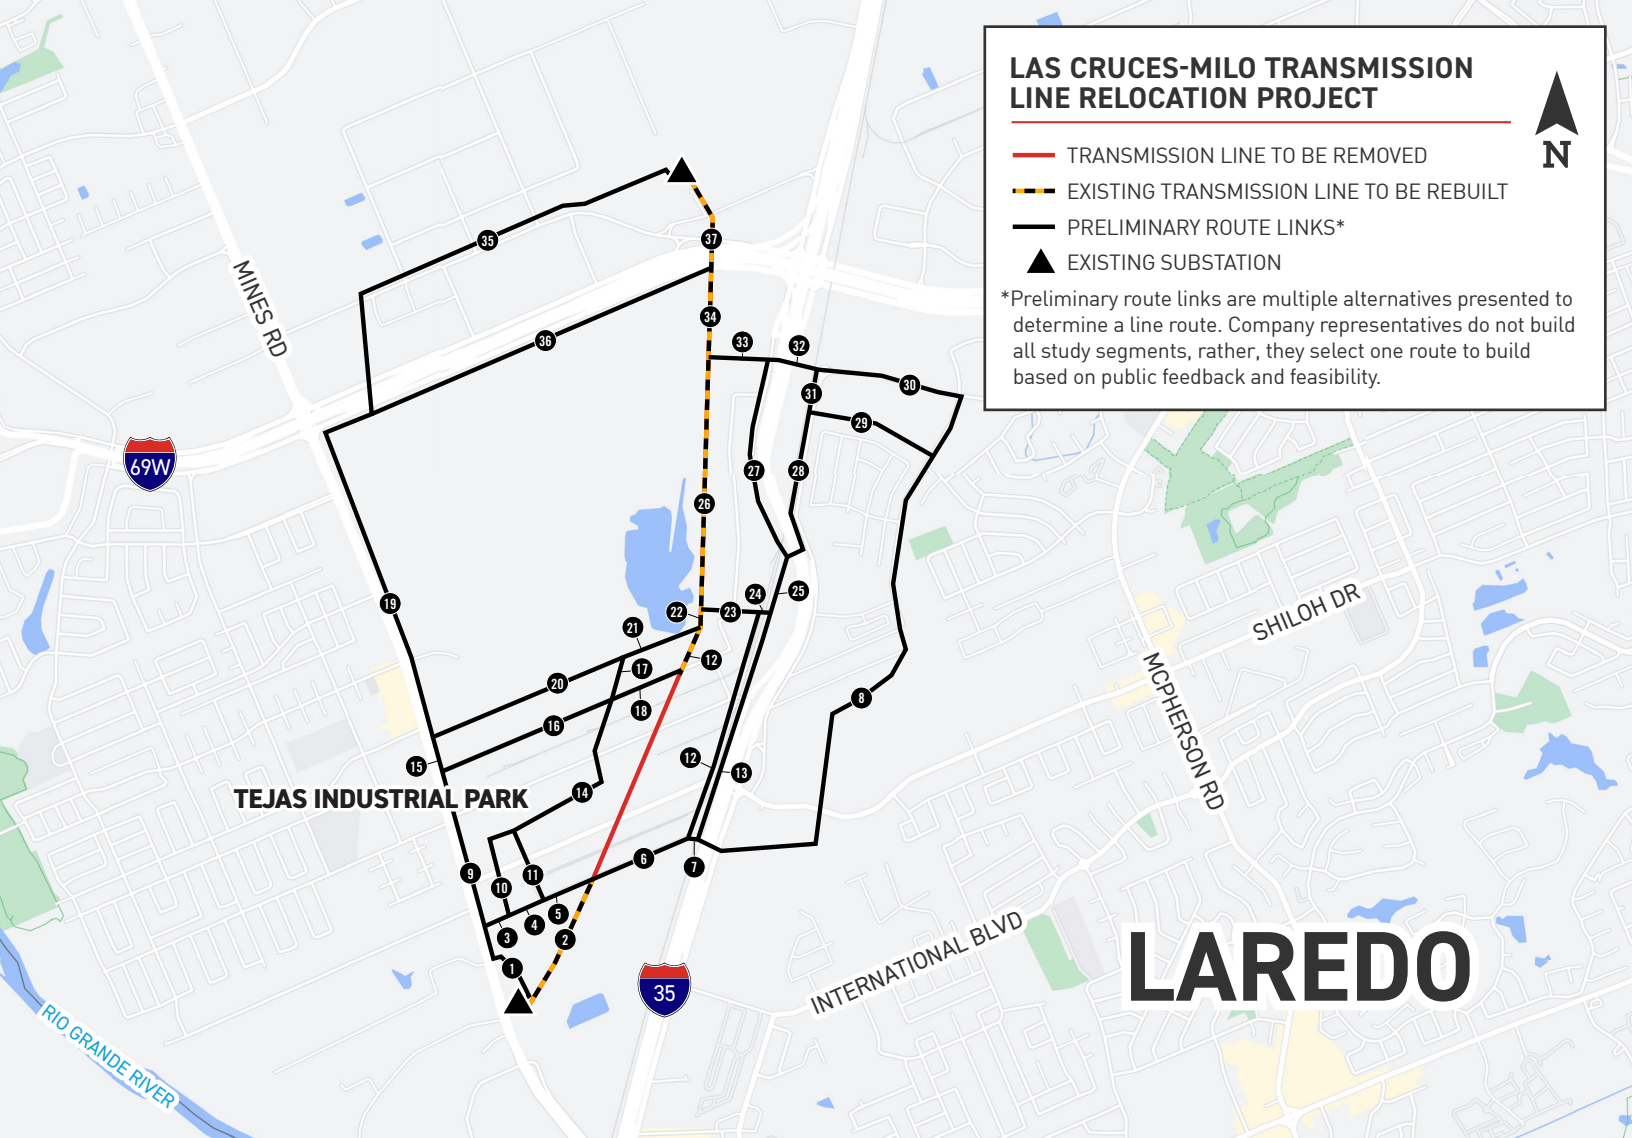 LAS CRUCES-MILO TRANSMISSION
LINE RELOCATION PROJECT
N
TRANSMISSION LINE TO BE REMOVED
EXISTING TRANSMISSION LINE TO BE REBUILT
PRELIMINARY ROUTE LINKS*
EXISTING SUBSTATION
*Preliminary route links are multiple alternatives presented to
determine a line route. Company representatives do not build
all study segments, rather, they select one route to build
based on public feedback and feasibility.
35
37
MINES RD
34
36
33
32
30
31
29
69W
27
28
26
19
24
25
22
23
21
SHILOH DR
12
17
20
8
18
16
MCPHERSON RD
12
15
13
14
TEJAS INDUSTRIAL PARK
6
7
9
11
10
5
4
3
2
INTERNATIONAL BLVD
LAREDO
1
35
RIO GRANDE RIVER